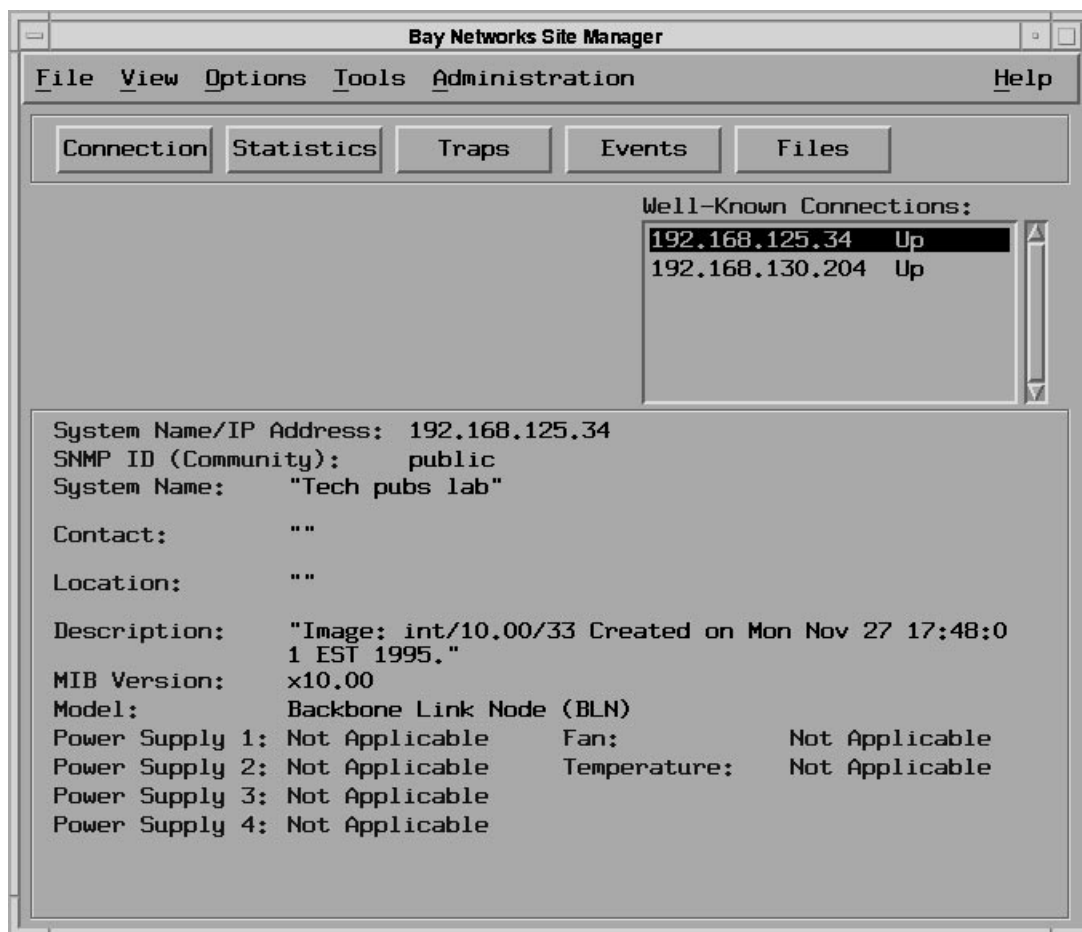 Bay Networks Site Manager
File View Options Tools Administration Help
Connection Statistics Traps Events Files
Well-Known Connections:
192.168.125.34 Up
192.168.130.204 Up
System Name/IP Address: 192.168.125.34
SNMP ID (Community): public
System Name: "Tech pubs lab"
Contact: ""
Location: ""
Description: "Image: int/10.00/33 Created on Mon Nov 27 17:48:0
1 EST 1995."
MIB Version: x10.00
Model: Backbone Link Node (BLN)
Power Supply 1: Not Applicable Fan: Not Applicable
Power Supply 2: Not Applicable Temperature: Not Applicable
Power Supply 3: Not Applicable
Power Supply 4: Not Applicable